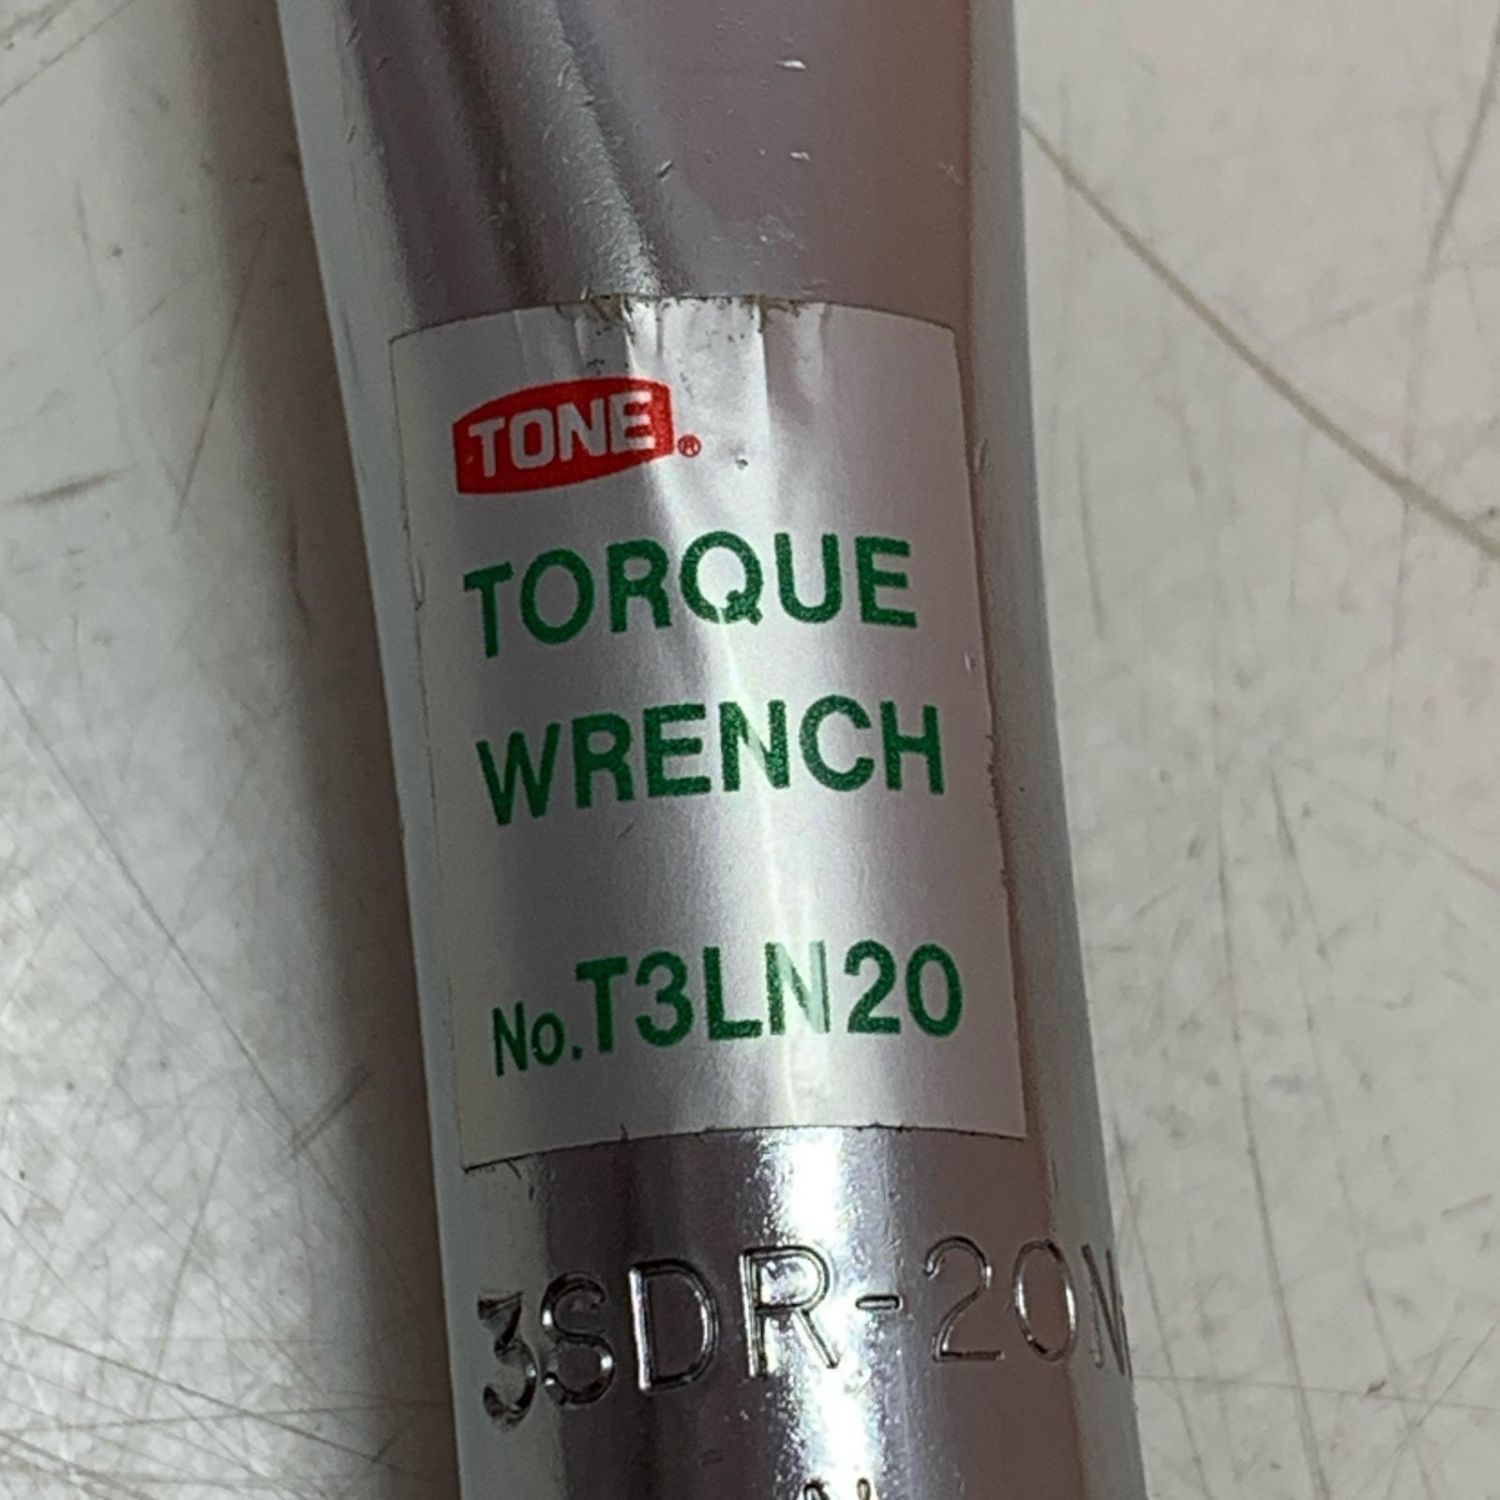 TONE®
TORQUE
WRENCH
No.T3LN20
3SDR-20N